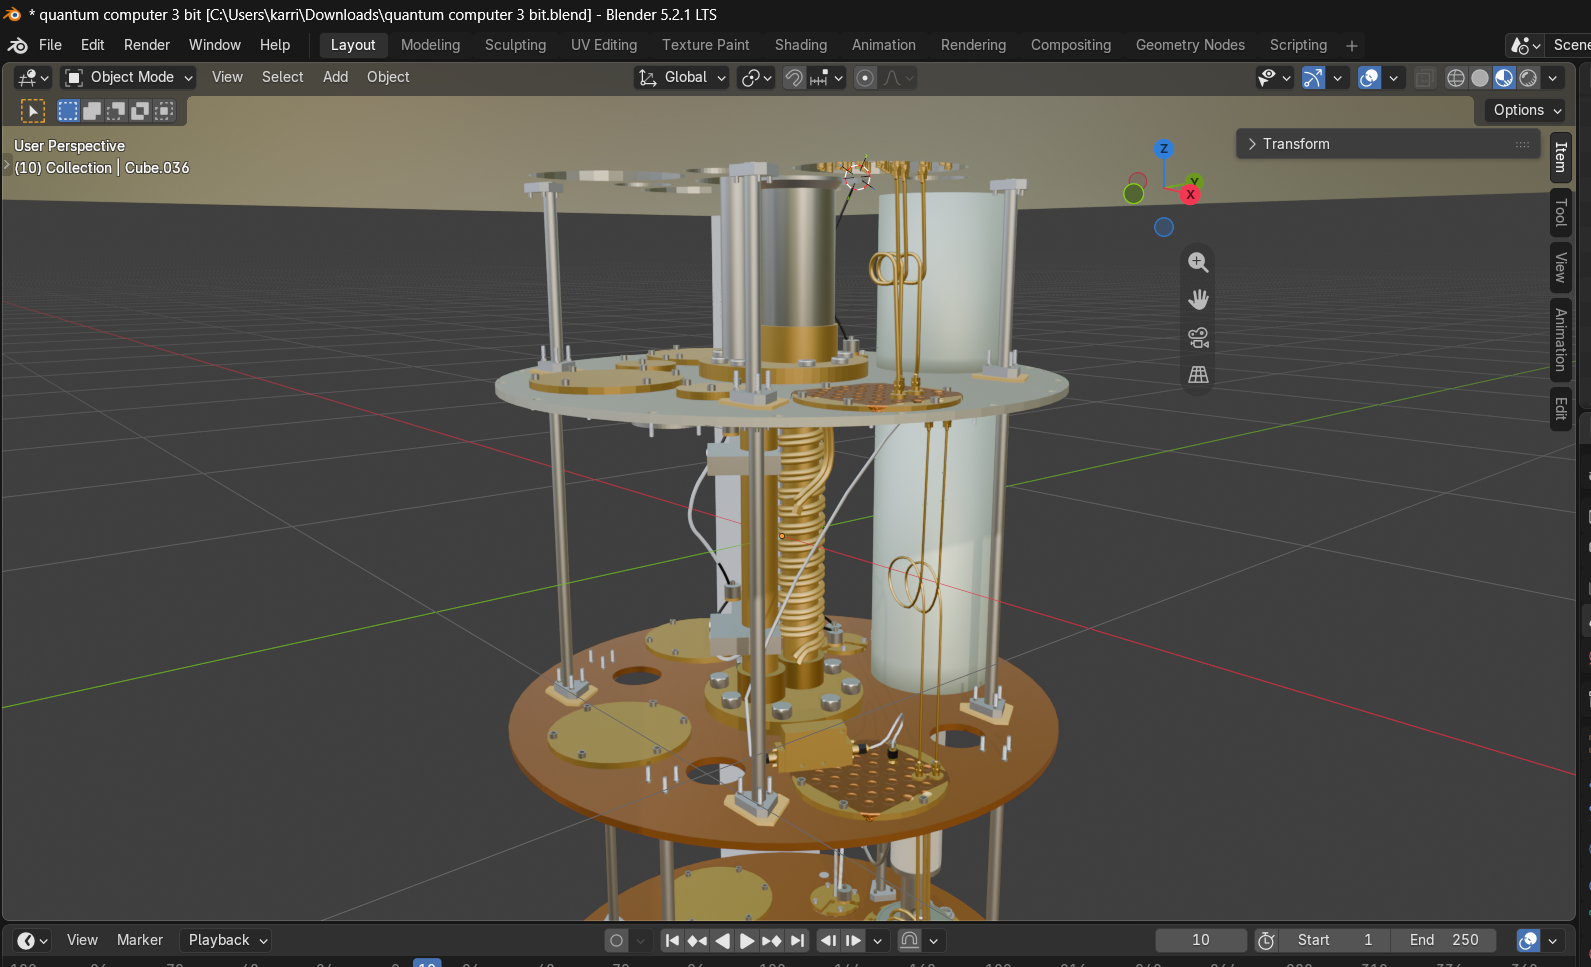 * quantum computer 3 bit [C:\Users\karri\Downloads\quantum computer 3 bit.blend] - Blender 5.2.1 LTS
File Edit Render Window Help Layout Modeling Sculpting UV Editing Texture Paint Shading Animation Rendering Compositing Geometry Nodes Scripting + Scene
Object Mode View Select Add Object Global
Options
User Perspective
(10) Collection | Cube.036
Transform
Z
Y
X
Item
Tool
View
Animation
Edit
View Marker Playback 10 Start 1 End 250
10